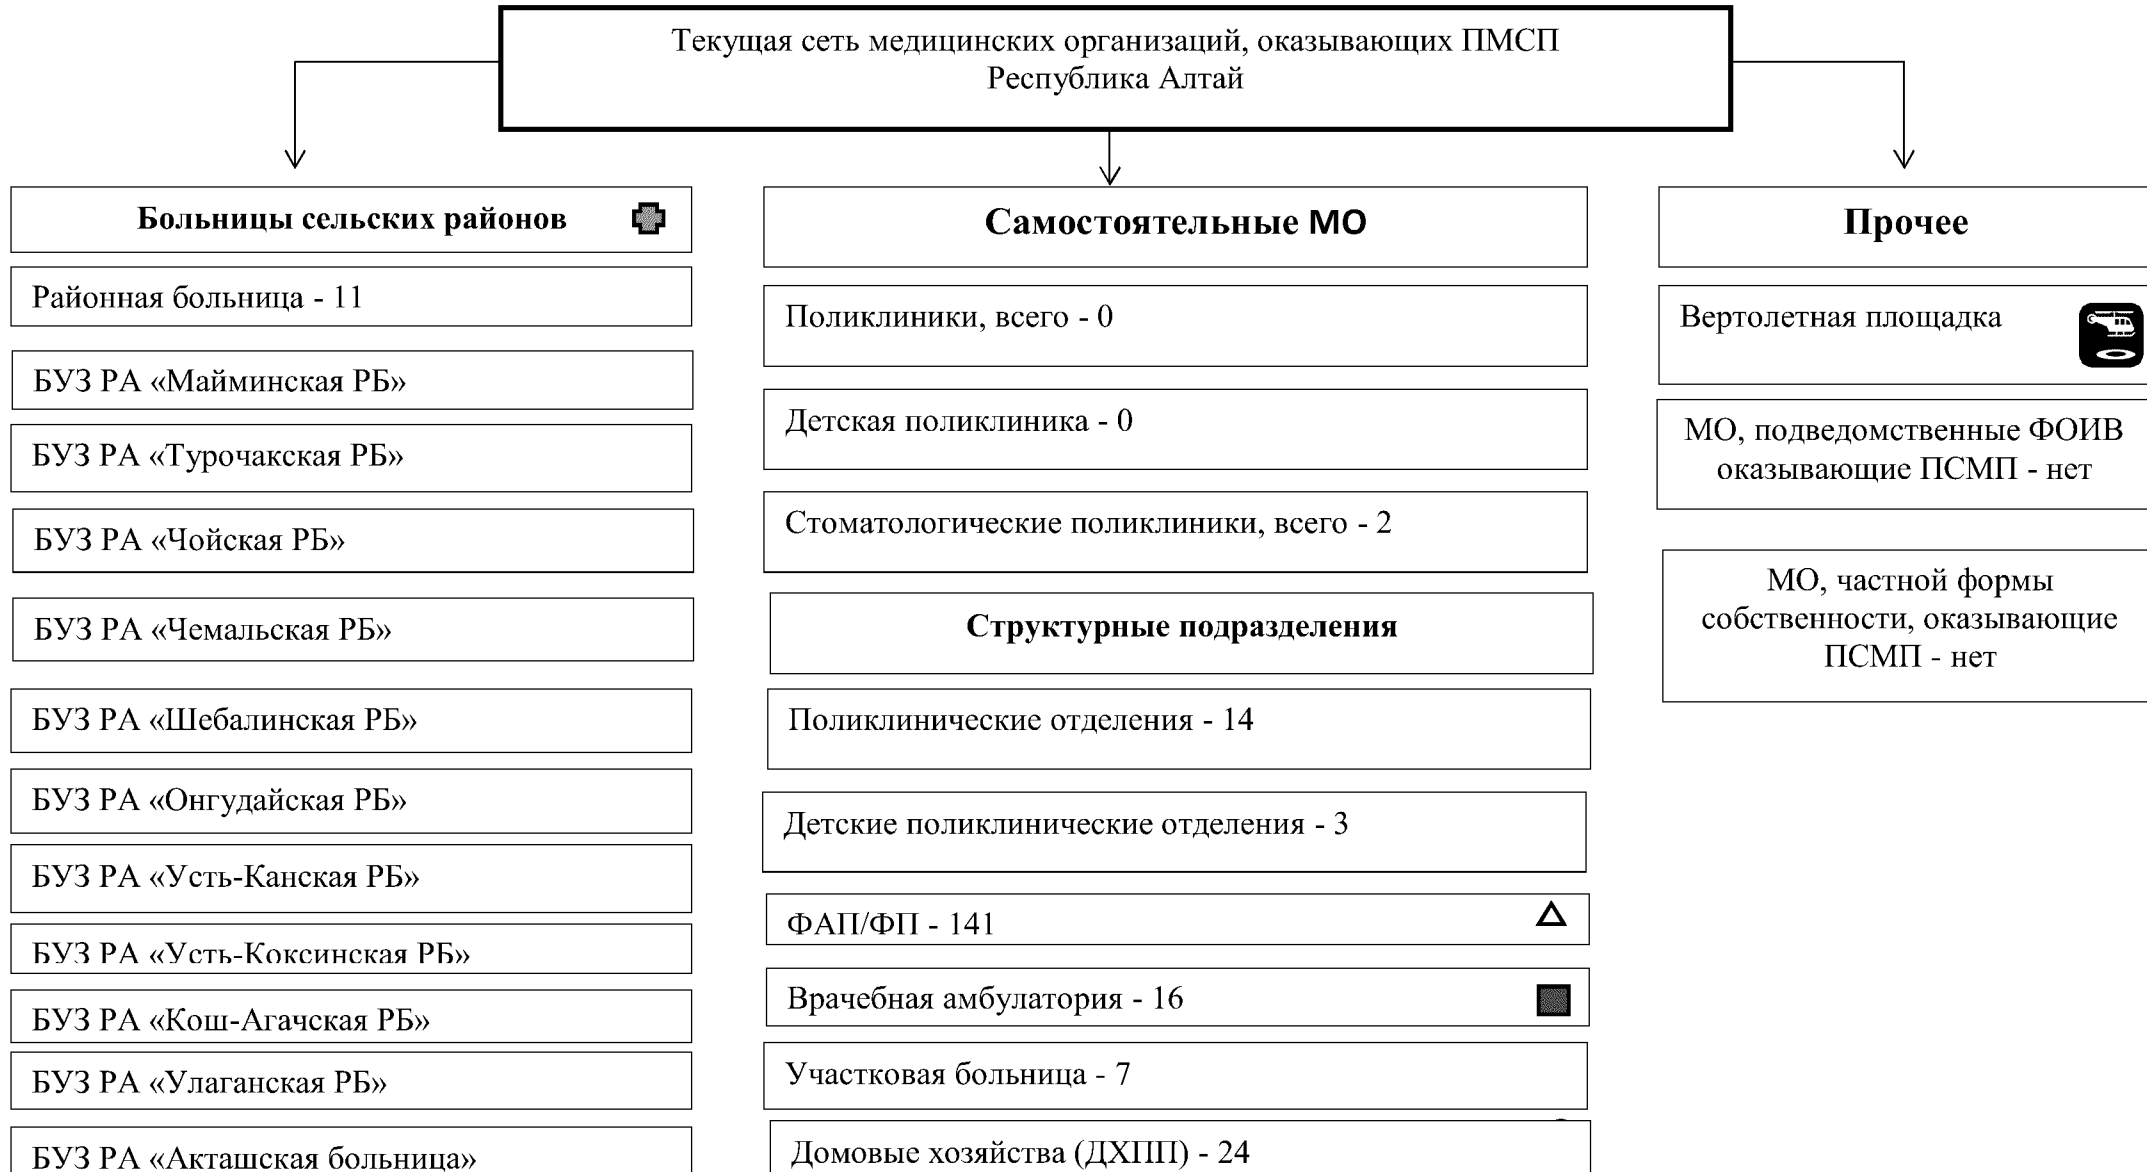 Текущая сеть медицинских организаций, оказывающих ПМСП
Республика Алтай
Больницы сельских районов
Районная больница - 11
БУЗ РА «Майминская РБ»
БУЗ РА «Турочакская РБ»
БУЗ РА «Чойская РБ»
БУЗ РА «Чемальская РБ»
БУЗ РА «Шебалинская РБ»
БУЗ РА «Онгудайская РБ»
БУЗ РА «Усть-Канская РБ»
БУЗ РА «Усть-Коксинская РБ»
БУЗ РА «Кош-Агачская РБ»
БУЗ РА «Улаганская РБ»
БУЗ РА «Акташская больница»
Самостоятельные МО
Поликлиники, всего - 0
Детская поликлиника - 0
Стоматологические поликлиники, всего - 2
Структурные подразделения
Поликлинические отделения - 14
Детские поликлинические отделения - 3
ФАП/ФП - 141
Врачебная амбулатория - 16
Участковая больница - 7
Домовые хозяйства (ДХПП) - 24
Прочее
Вертолетная площадка
МО, подведомственные ФОИВ
оказывающие ПСМП - нет
МО, частной формы
собственности, оказывающие
ПСМП - нет